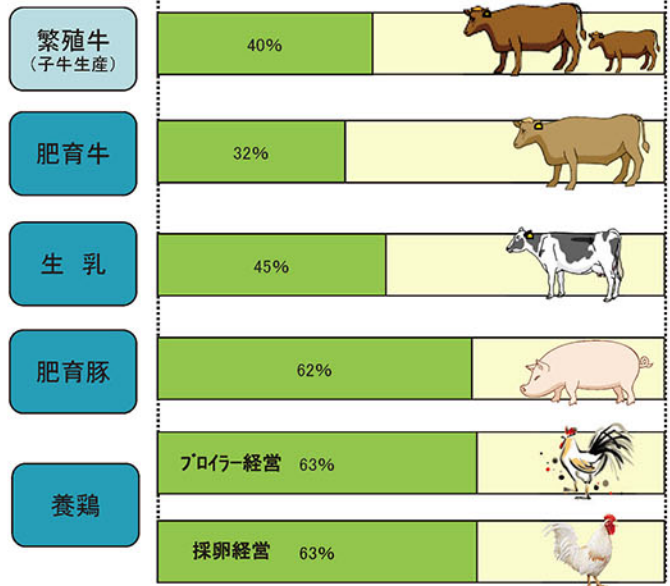 繁殖牛
(子牛生産)
40%
肥育牛
32%
生 乳
45%
肥育豚
62%
養鶏
ブロイラー経営 63%
採卵経営 63%